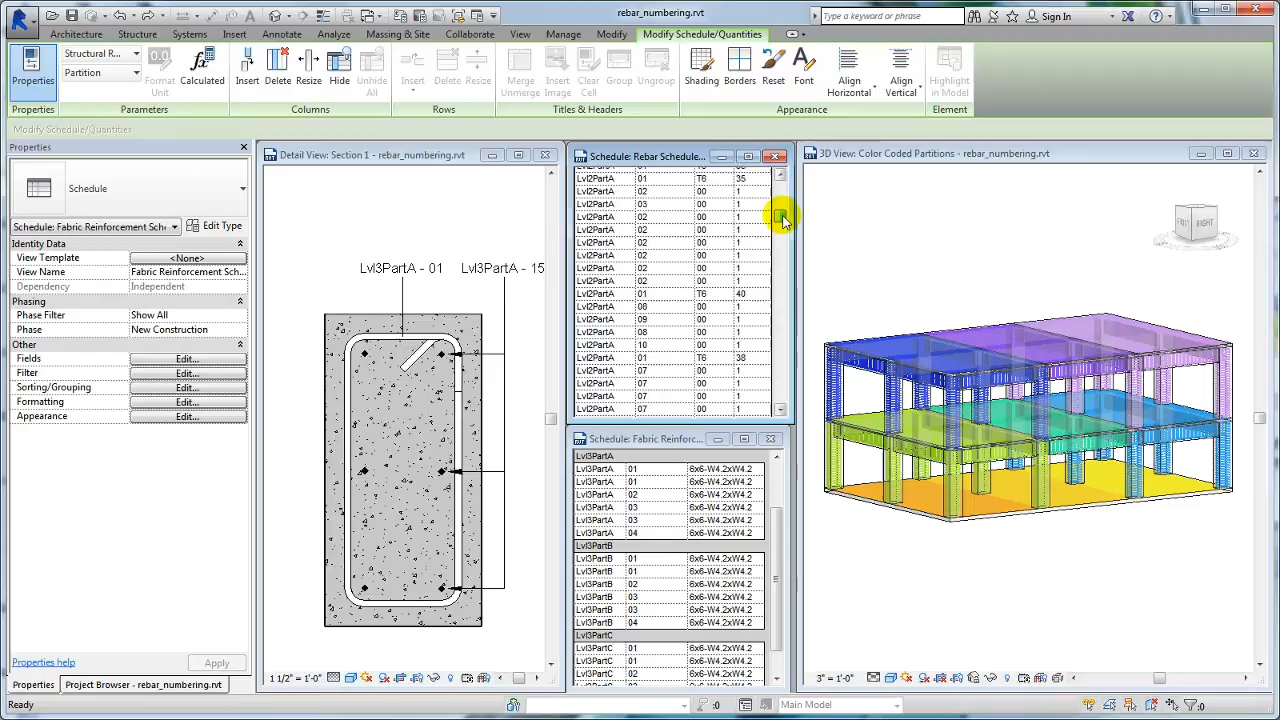 rebar_numbering.rvt
Type a keyword or phrase
Sign In
Architecture Structure Systems Insert Annotate Analyze Massing & Site Collaborate View Manage Modify Modify Schedule/Quantities
Properties
Structural R...
Partition
Format Unit
Calculated
Insert
Delete
Resize
Hide
Unhide All
Insert
Delete
Resize
Merge Unmerge
Insert Image
Clear Cell
Group
Ungroup
Shading
Borders
Reset
Font
Align Horizontal
Align Vertical
Highlight in Model
Properties
Parameters
Columns
Rows
Titles & Headers
Appearance
Element
Modify Schedule/Quantities
Properties
Schedule
Schedule: Fabric Reinforcement Sch
Edit Type
Identity Data
View Template <None>
View Name Fabric Reinforcement Sch...
Dependency Independent
Phasing
Phase Filter Show All
Phase New Construction
Other
Fields Edit...
Filter Edit...
Sorting/Grouping Edit...
Formatting Edit...
Appearance Edit...
Properties help
Apply
Properties
Project Browser - rebar_numbering.rvt
Detail View: Section 1 - rebar_numbering.rvt
Lvl3PartA - 01 Lvl3PartA - 15
1 1/2" = 1'-0"
Schedule: Rebar Schedule...
Lvl2PartA 01 T6 35
Lvl2PartA 02 00 1
Lvl2PartA 03 00 1
Lvl2PartA 02 00 1
Lvl2PartA 02 00 1
Lvl2PartA 02 00 1
Lvl2PartA 02 00 1
Lvl2PartA 02 00 1
Lvl2PartA 02 00 1
Lvl2PartA 01 T6 40
Lvl2PartA 08 00 1
Lvl2PartA 09 00 1
Lvl2PartA 08 00 1
Lvl2PartA 10 00 1
Lvl2PartA 01 T6 38
Lvl2PartA 07 00 1
Lvl2PartA 07 00 1
Lvl2PartA 07 00 1
Lvl2PartA 07 00 1
Schedule: Fabric Reinforc...
Lvl3PartA
Lvl3PartA 01 6x6-W4.2xW4.2
Lvl3PartA 01 6x6-W4.2xW4.2
Lvl3PartA 02 6x6-W4.2xW4.2
Lvl3PartA 03 6x6-W4.2xW4.2
Lvl3PartA 03 6x6-W4.2xW4.2
Lvl3PartA 04 6x6-W4.2xW4.2
Lvl3PartB
Lvl3PartB 01 6x6-W4.2xW4.2
Lvl3PartB 01 6x6-W4.2xW4.2
Lvl3PartB 02 6x6-W4.2xW4.2
Lvl3PartB 03 6x6-W4.2xW4.2
Lvl3PartB 03 6x6-W4.2xW4.2
Lvl3PartB 04 6x6-W4.2xW4.2
Lvl3PartC
Lvl3PartC 01 6x6-W4.2xW4.2
Lvl3PartC 01 6x6-W4.2xW4.2
Lvl3PartC 02 6x6-W4.2xW4.2
3D View: Color Coded Partitions - rebar_numbering.rvt
FRONT RIGHT
3" = 1'-0"
Ready
:0
Main Model
:0